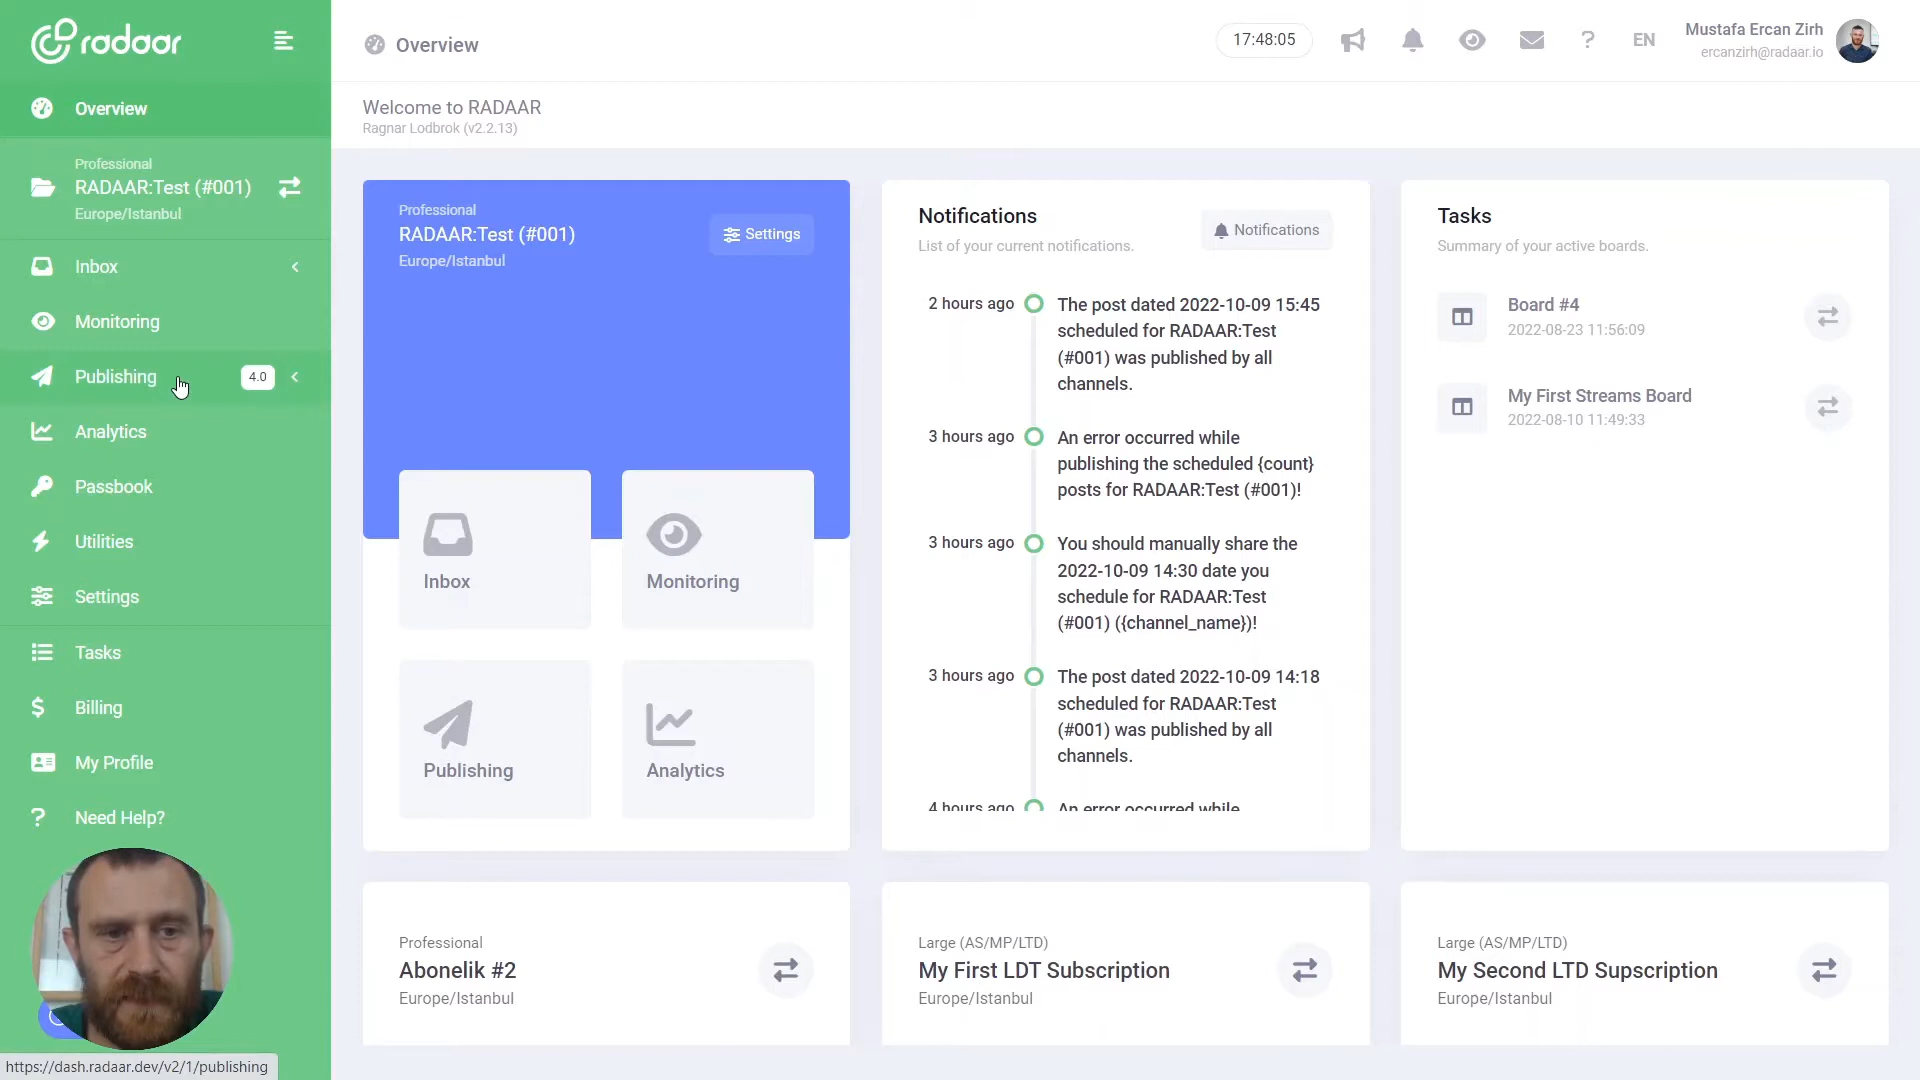 radaar
Overview
Professional
RADAAR:Test (#001)
Europe/Istanbul
Inbox
Monitoring
Publishing 4.0
Analytics
Passbook
Utilities
Settings
Tasks
Billing
My Profile
Need Help?
https://dash.radaar.dev/v2/1/publishing
Overview
17:48:05
?
EN
Mustafa Ercan Zirh
ercanzirh@radaar.io
Welcome to RADAAR
Ragnar Lodbrok (v2.2.13)
Professional
RADAAR:Test (#001)
Europe/Istanbul
Settings
Inbox
Monitoring
Publishing
Analytics
Notifications
List of your current notifications.
Notifications
2 hours ago
The post dated 2022-10-09 15:45
scheduled for RADAAR:Test
(#001) was published by all
channels.
3 hours ago
An error occurred while
publishing the scheduled {count}
posts for RADAAR:Test (#001)!
3 hours ago
You should manually share the
2022-10-09 14:30 date you
schedule for RADAAR:Test
(#001) ({channel_name})!
3 hours ago
The post dated 2022-10-09 14:18
scheduled for RADAAR:Test
(#001) was published by all
channels.
4 hours ago
An error occurred while
Tasks
Summary of your active boards.
Board #4
2022-08-23 11:56:09
My First Streams Board
2022-08-10 11:49:33
Professional
Abonelik #2
Europe/Istanbul
Large (AS/MP/LTD)
My First LDT Subscription
Europe/Istanbul
Large (AS/MP/LTD)
My Second LTD Supscription
Europe/Istanbul